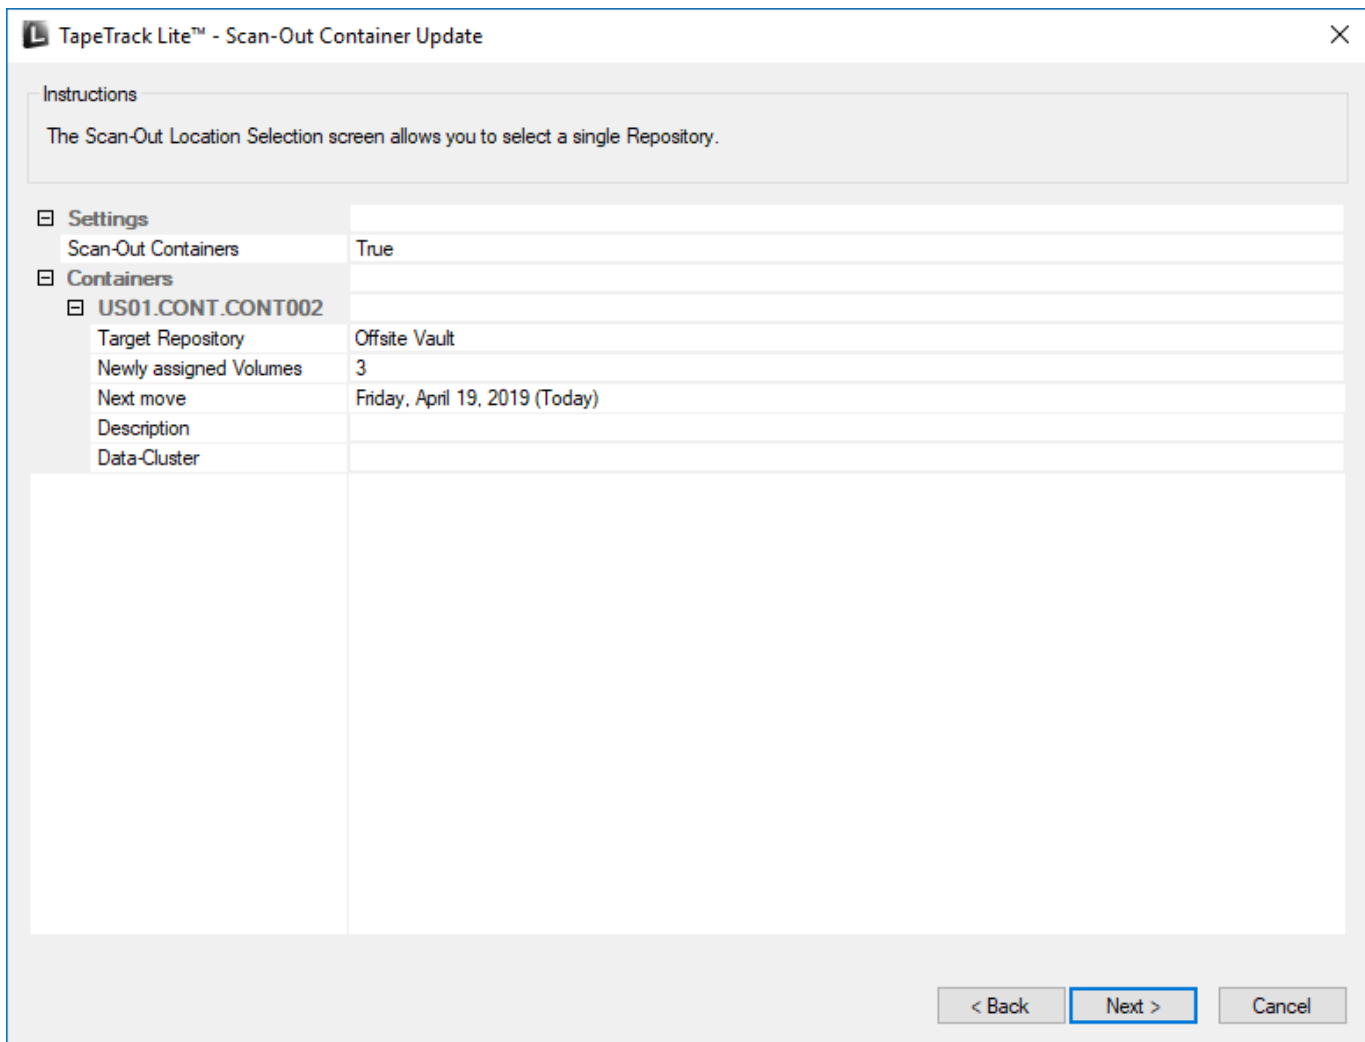 L TapeTrack Lite™ - Scan-Out Container Update
Instructions
The Scan-Out Location Selection screen allows you to select a single Repository.
Settings
Scan-Out Containers True
Containers
US01.CONT.CONT002
Target Repository Offsite Vault
Newly assigned Volumes 3
Next move Friday, April 19, 2019 (Today)
Description
Data-Cluster
< Back Next > Cancel